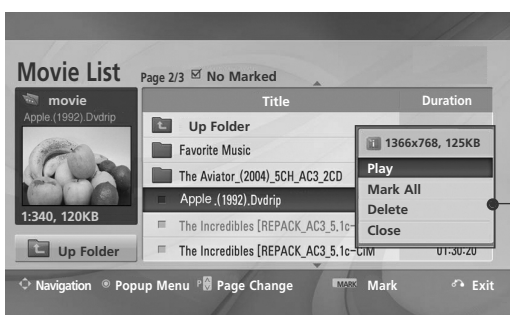 Movie List
Page 2/3 ☑ No Marked
movie
Apple.(1992).Dvdrip
1:340, 120KB
Up Folder
Title Duration
Up Folder
Favorite Music
The Aviator_(2004)_5CH_AC3_2CD
Apple .(1992).Dvdrip
The Incredibles [REPACK_AC3_5,1c-
The Incredibles [REPACK_AC3_5,1c-CIM 01-30-20
1366x768, 125KB
Play
Mark All
Delete
Close
Navigation Popup Menu P Page Change MARK Mark Exit